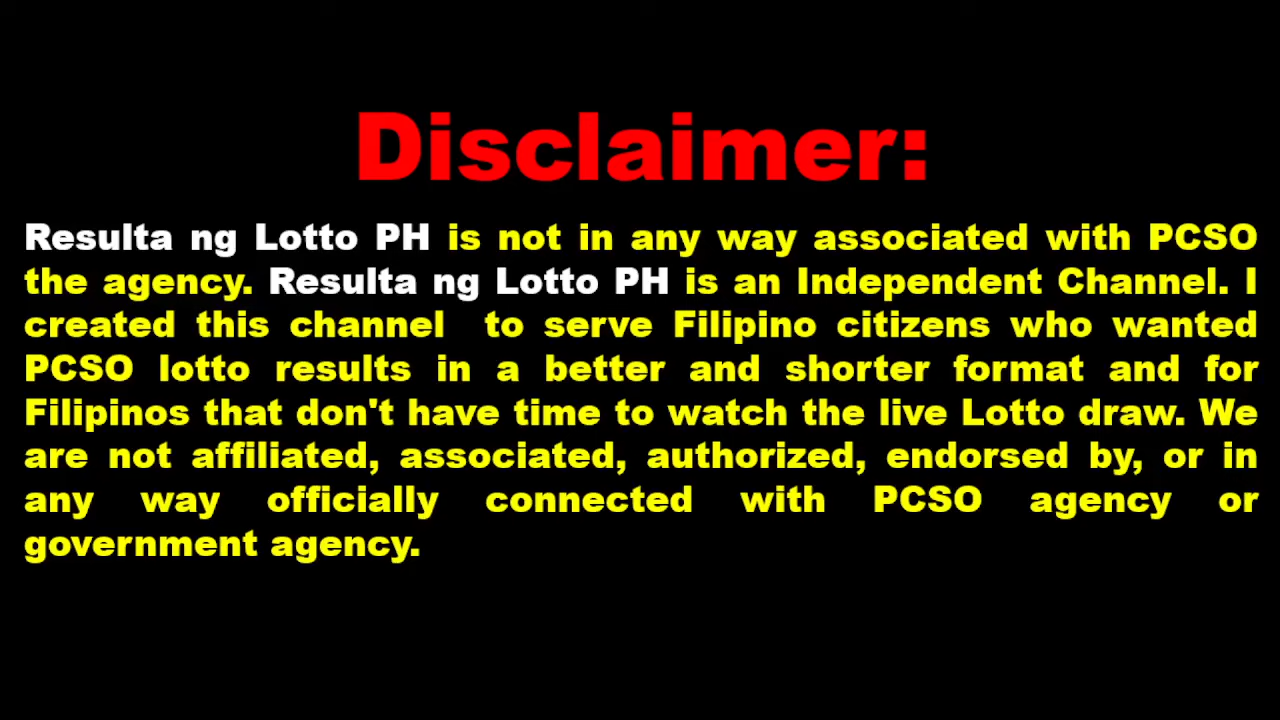 Disclaimer:
Resulta ng Lotto PH is not in any way associated with PCSO
the agency. Resulta ng Lotto PH is an Independent Channel. I
created this channel  to serve Filipino citizens who wanted
PCSO lotto results in a better and shorter format and for
Filipinos that don't have time to watch the live Lotto draw. We
are not affiliated, associated, authorized, endorsed by, or in
any way officially connected with PCSO agency or
government agency.